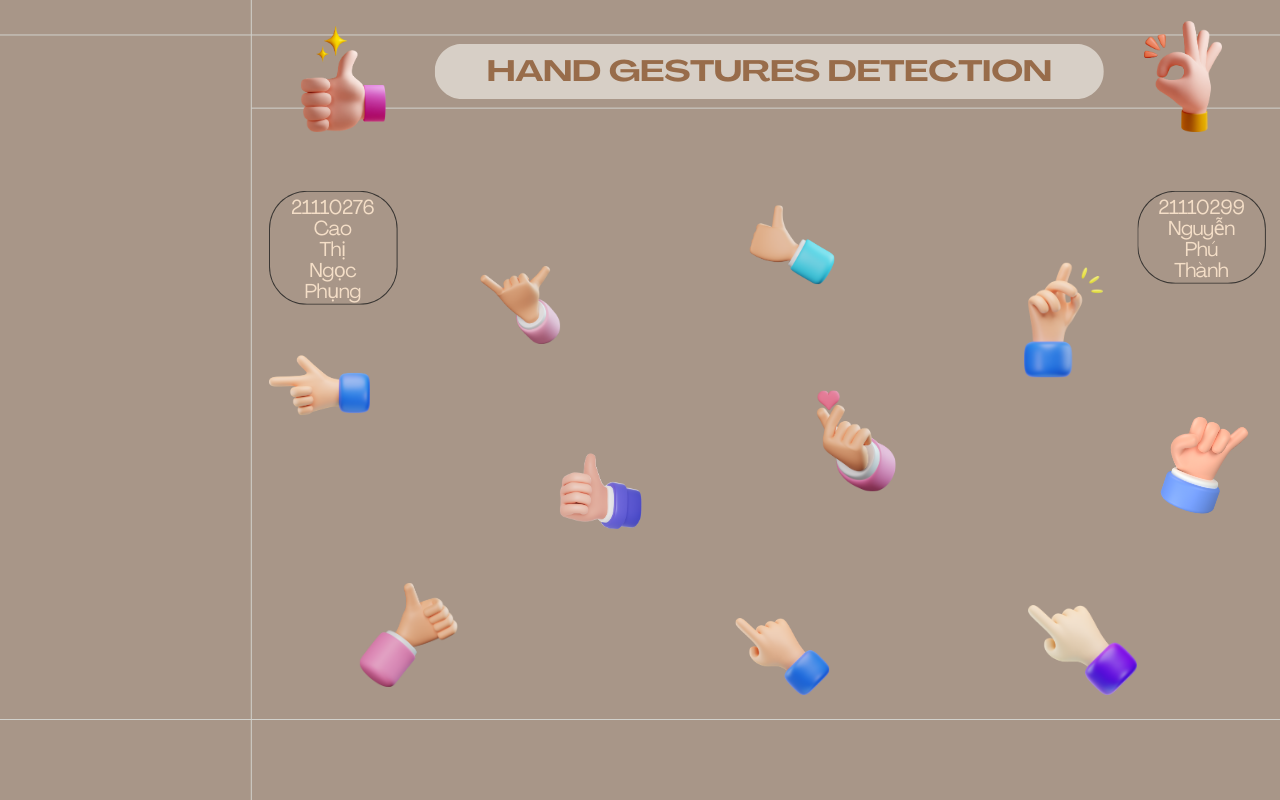 HAND GESTURES DETECTION
21110276
Cao
Thị
Ngọc
Phụng
21110299
Nguyễn
Phú
Thành